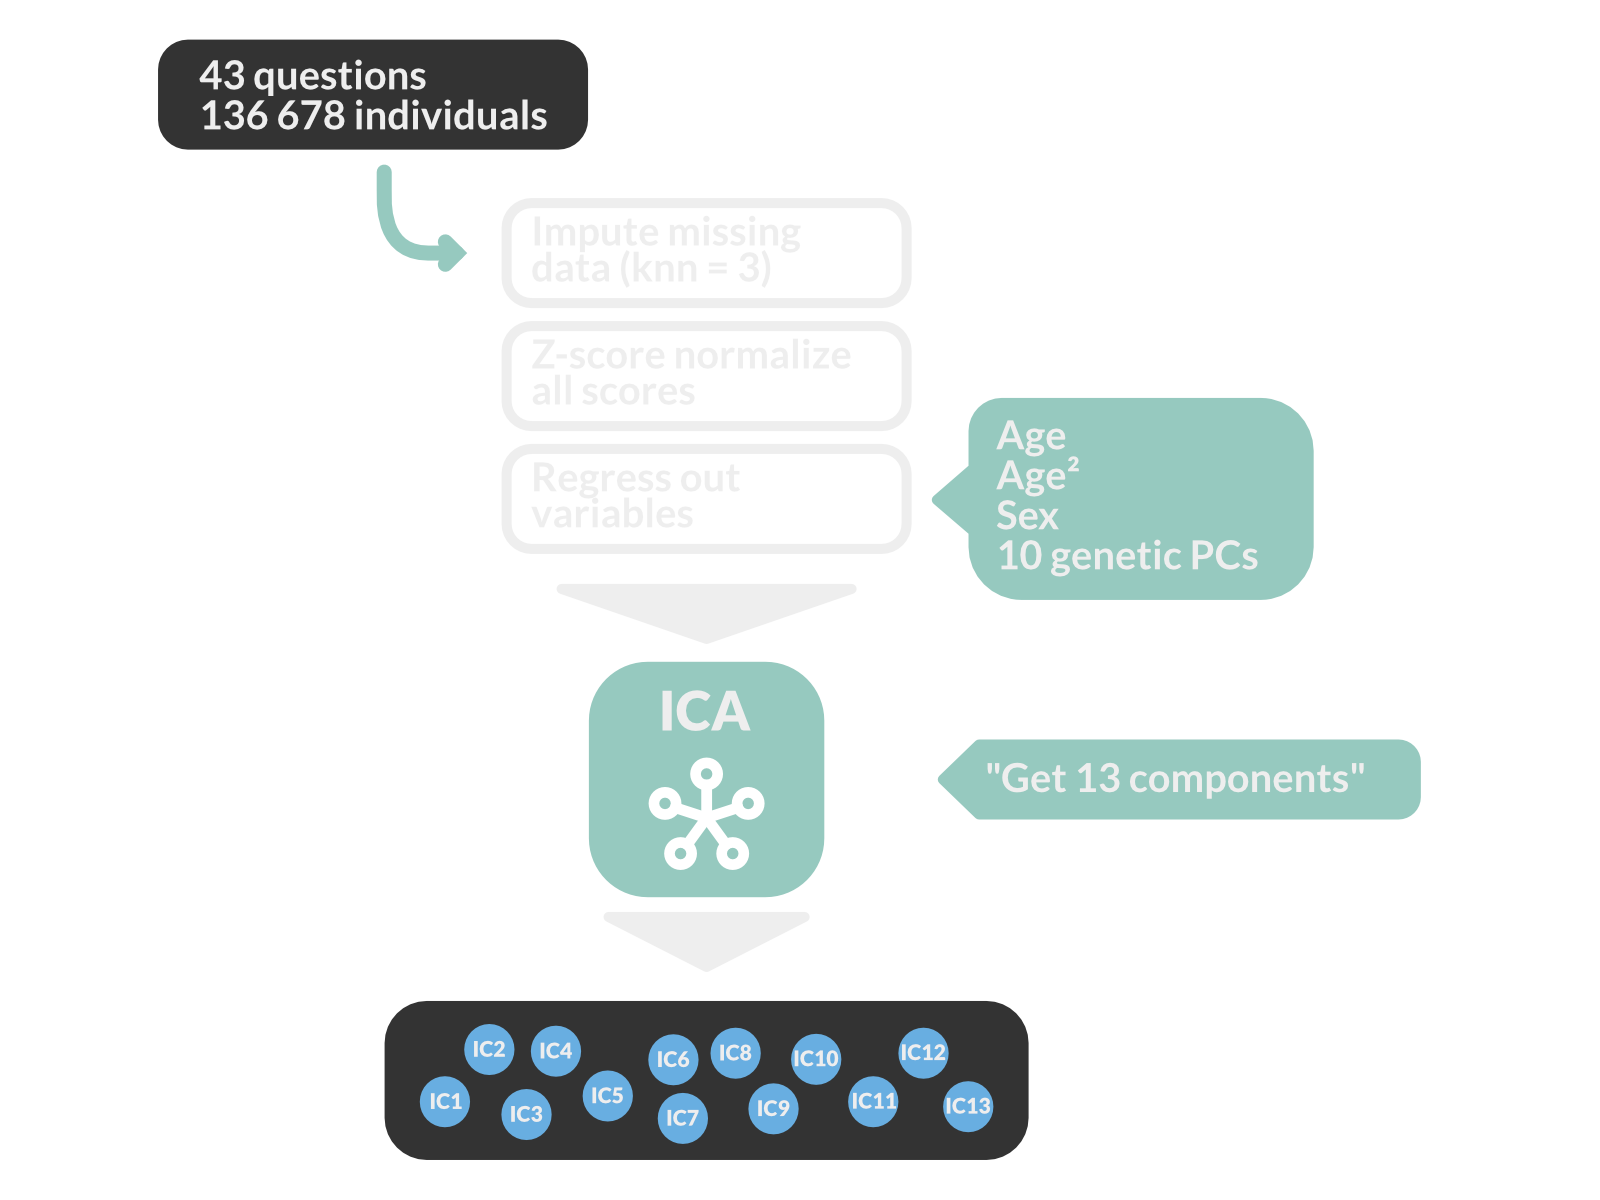 43 questions
136 678 individuals
Impute missing
data (knn = 3)
Z-score normalize
all scores
Regress out
variables
Age
Age²
Sex
10 genetic PCs
ICA
"Get 13 components"
IC1
IC2
IC3
IC4
IC5
IC6
IC7
IC8
IC9
IC10
IC11
IC12
IC13